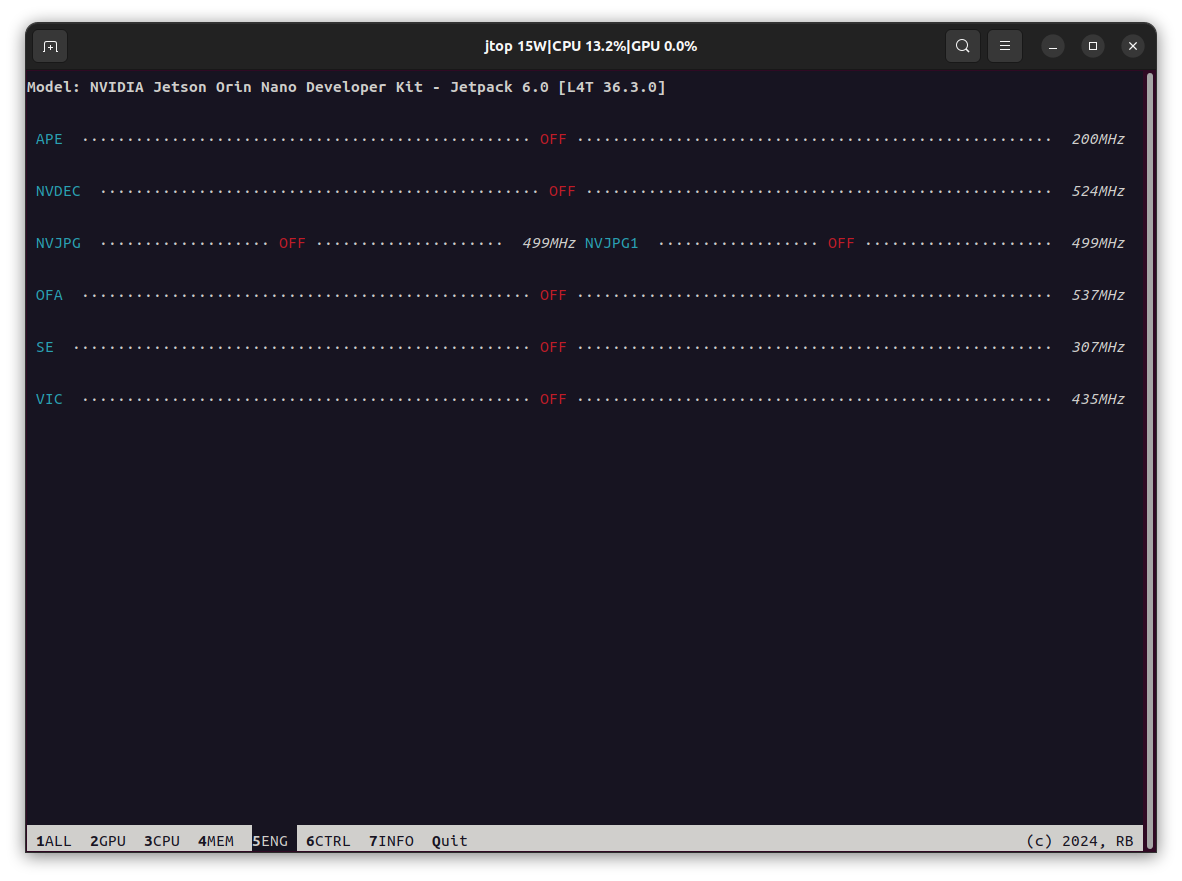 jtop 15W|CPU 13.2%|GPU 0.0%
Model: NVIDIA Jetson Orin Nano Developer Kit - Jetpack 6.0 [L4T 36.3.0]
APE OFF 200MHz
NVDEC OFF 524MHz
NVJPG OFF 499MHz NVJPG1 OFF 499MHz
OFA OFF 537MHz
SE OFF 307MHz
VIC OFF 435MHz
1ALL 2GPU 3CPU 4MEM 5ENG 6CTRL 7INFO Quit (c) 2024, RB